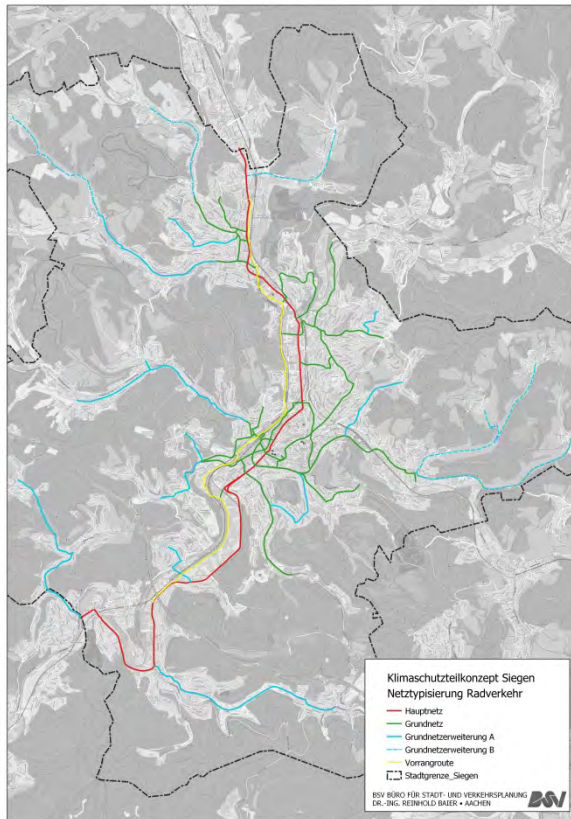 Klimaschutzteilkonzept Siegen
Netztypisierung Radverkehr
Hauptnetz
Grundnetz
Grundnetzerweiterung A
Grundnetzerweiterung B
Vorrangroute
Stadtgrenze_Siegen
BSV BÜRO FÜR STADT- UND VERKEHRSPLANUNG
DR.-ING. REINHOLD BAIER • AACHEN
BSV